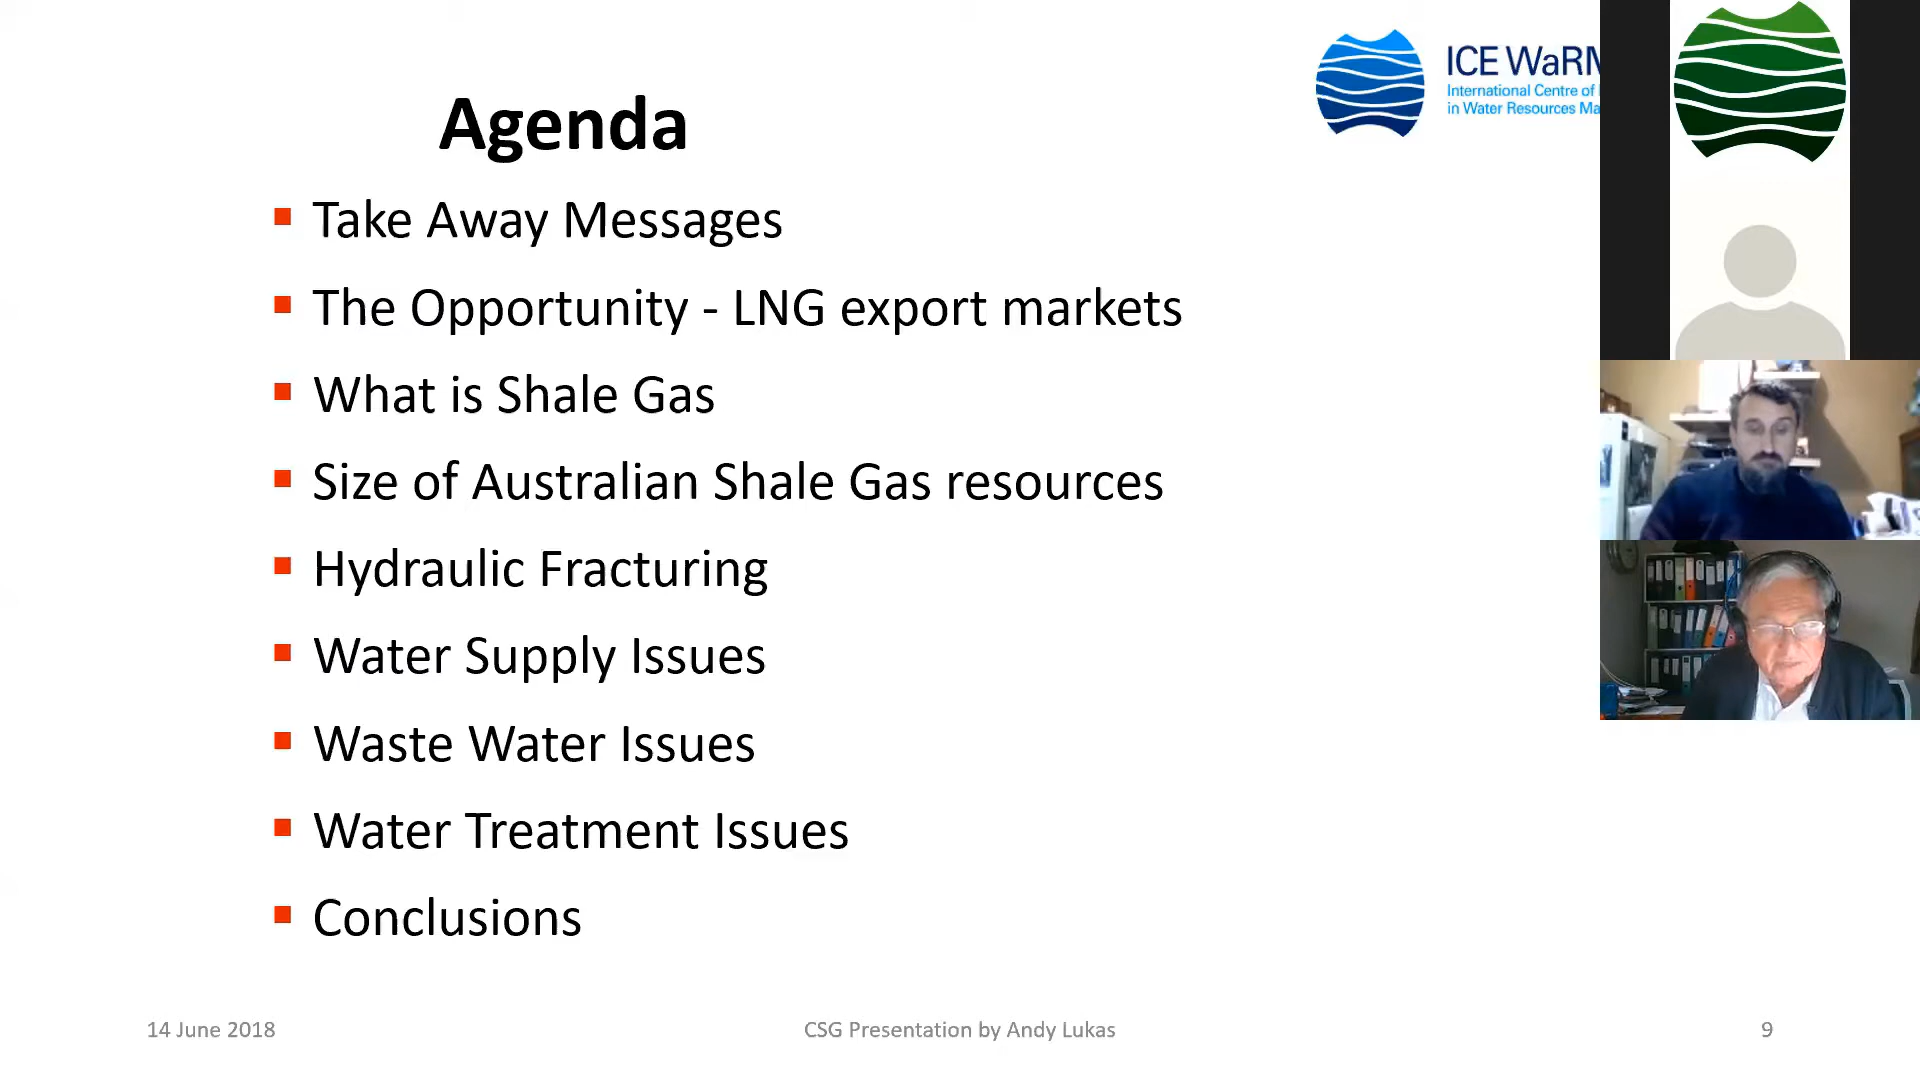 ICE WaRM
International Centre of
in Water Resources
Agenda
Take Away Messages
The Opportunity - LNG export markets
What is Shale Gas
Size of Australian Shale Gas resources
Hydraulic Fracturing
Water Supply Issues
Waste Water Issues
Water Treatment Issues
Conclusions
14 June 2018
CSG Presentation by Andy Lukas
9